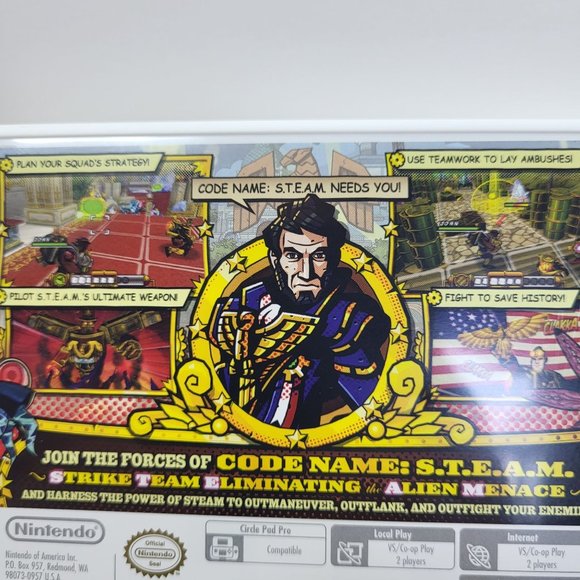 PLAN YOUR SQUAD'S STRATEGY!
CODE NAME: S.T.E.A.M. NEEDS YOU!
USE TEAMWORK TO LAY AMBUSHES!
PILOT S.T.E.A.M.'S ULTIMATE WEAPON!
FIGHT TO SAVE HISTORY!
JOIN THE FORCES OF CODE NAME: S.T.E.A.M.
~ STRIKE TEAM ELIMINATING the ALIEN MENACE ~
AND HARNESS THE POWER OF STEAM TO OUTMANEUVER, OUTFLANK, AND OUTFIGHT YOUR ENEMI
Nintendo
Nintendo of America Inc.
P.O. Box 957, Redmond, WA
98073-0957 U.S.A.
Official
Nintendo
Seal
Circle Pad Pro
Compatible
Local Play
VS/Co-op Play
2 players
Internet
VS/Co-op Play
2 players